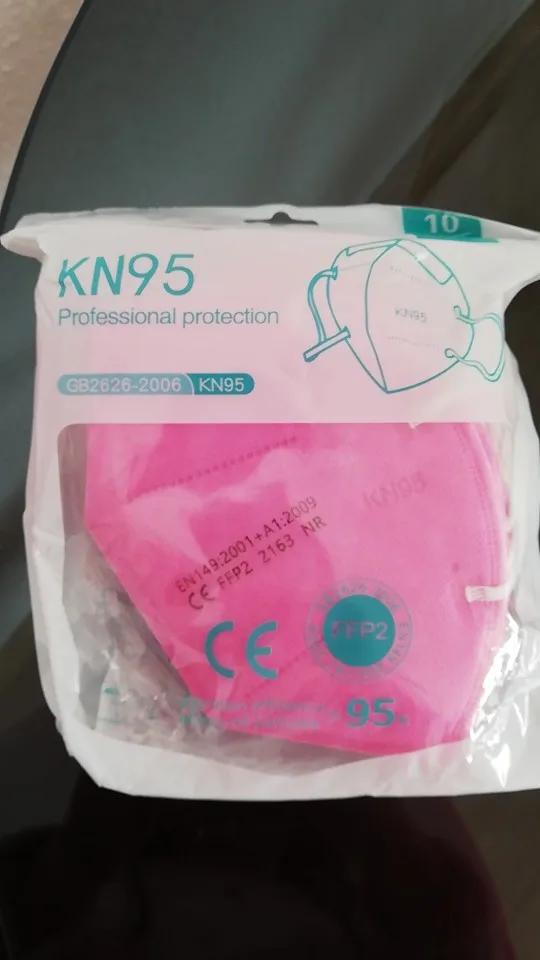 10
KN95
Professional protection
KN95
GB2626-2006 KN95
KN95
EN149:2001+A1:2009
CE FFP2 2163 NR
CE
FFP2
95%